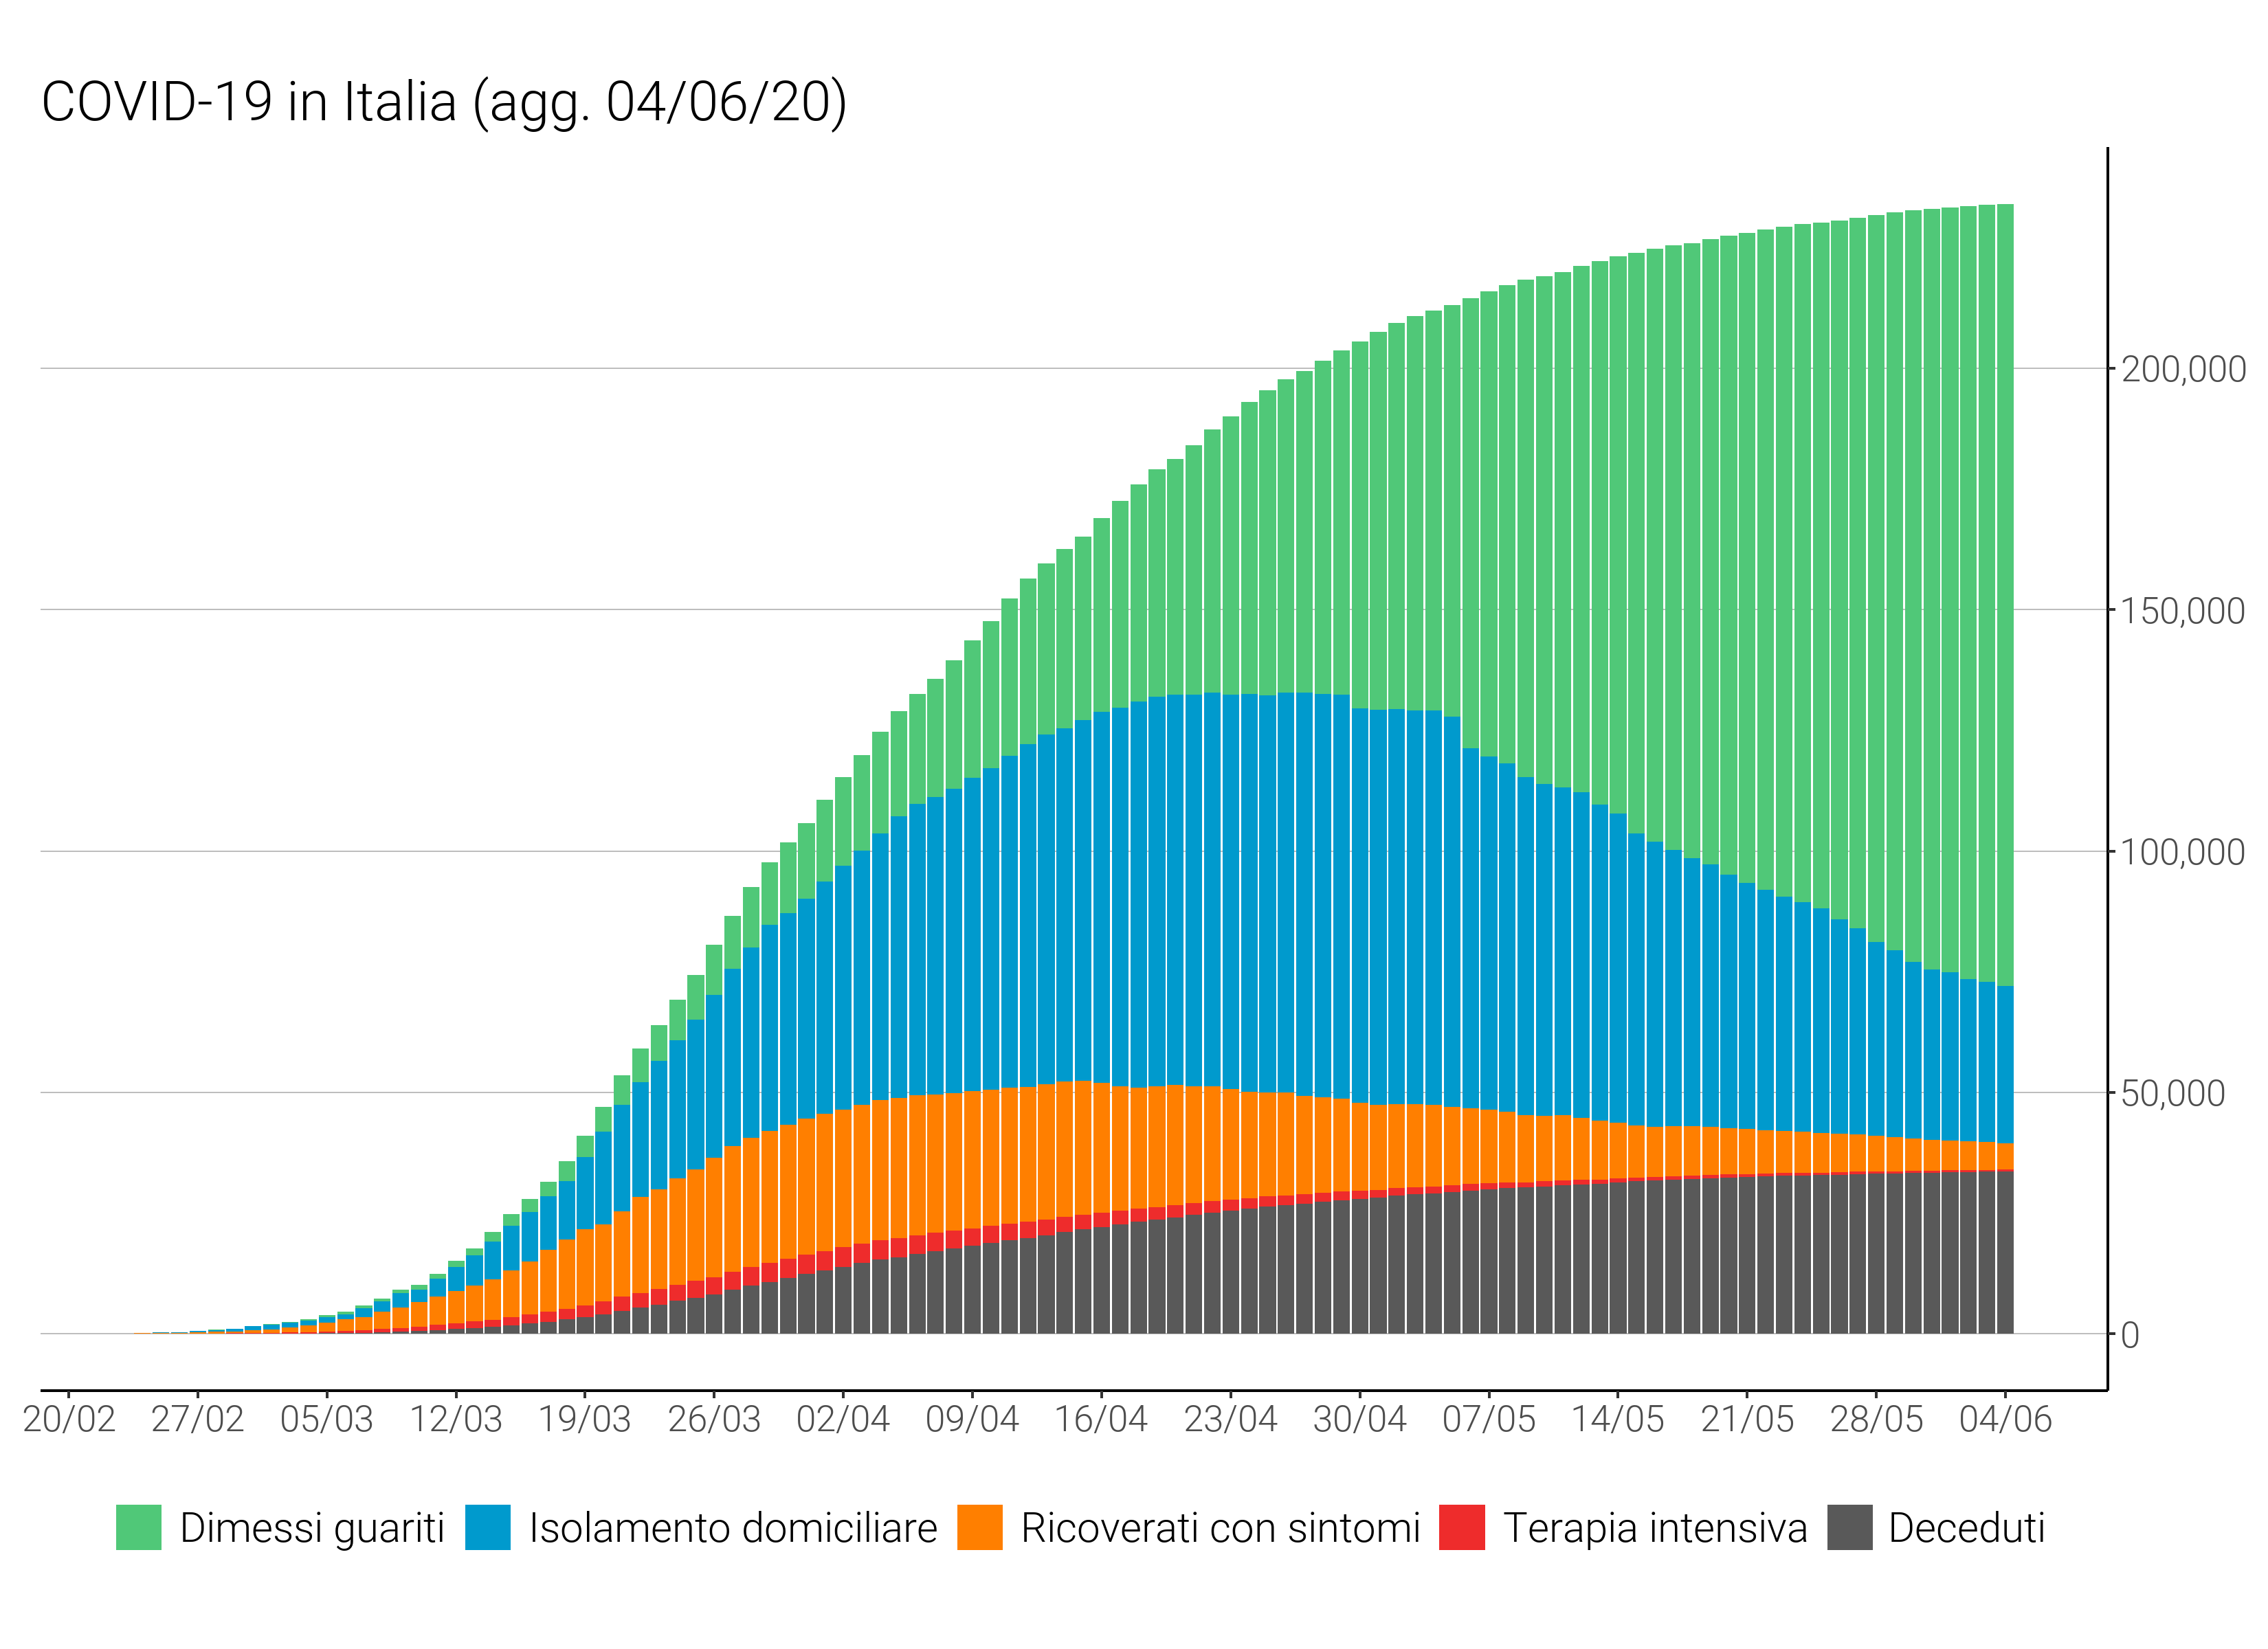 COVID-19 in Italia (agg. 04/06/20)
200,000
150,000
100,000
50,000
0
20/02 27/02 05/03 12/03 19/03 26/03 02/04 09/04 16/04 23/04 30/04 07/05 14/05 21/05 28/05 04/06
Dimessi guariti Isolamento domiciliare Ricoverati con sintomi Terapia intensiva Deceduti